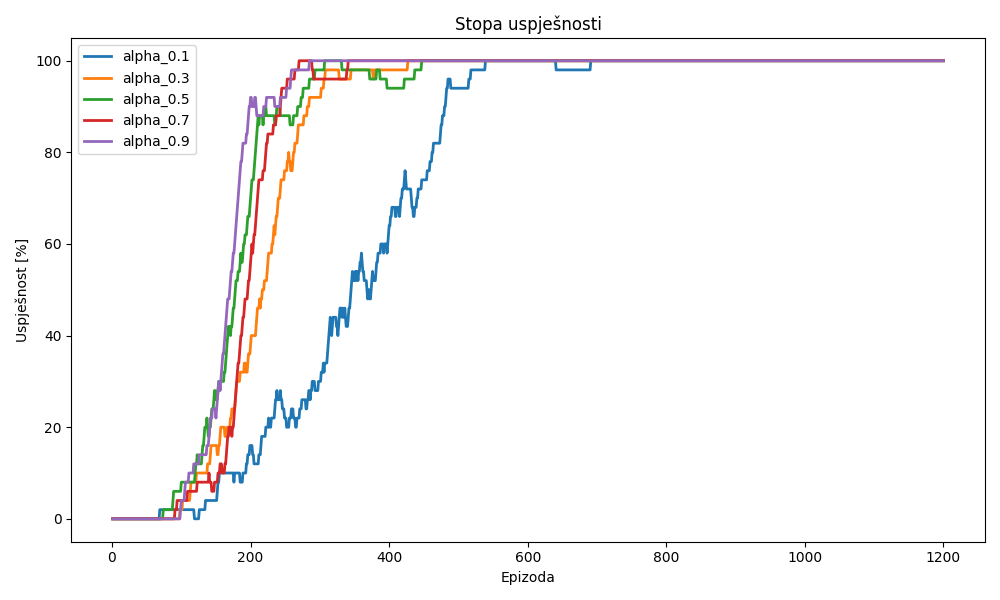 Stopa uspješnosti
alpha_0.1
alpha_0.3
alpha_0.5
alpha_0.7
alpha_0.9
Uspješnost [%]
100
80
60
40
20
0
0 200 400 600 800 1000 1200
Epizoda